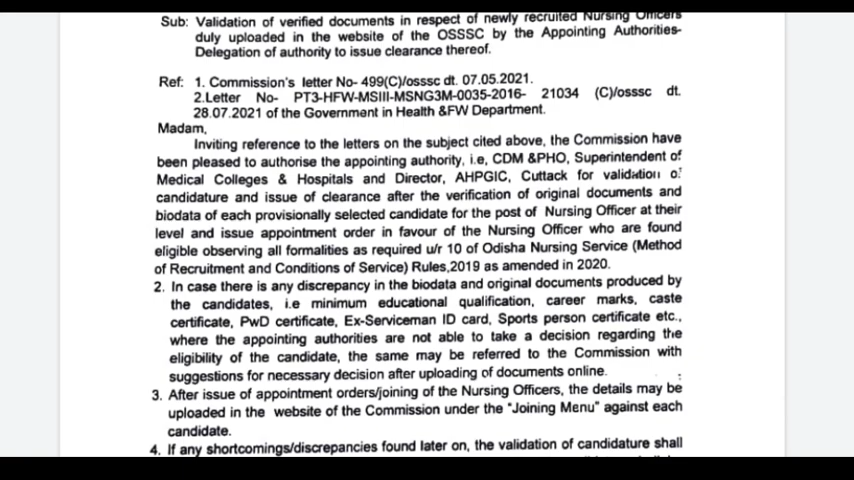 Sub: Validation of verified documents in respect of newly recruited Nursing Officers
duly uploaded in the website of the OSSSC by the Appointing Authorities-
Delegation of authority to issue clearance thereof.
Ref: 1. Commission's letter No- 499(C)/osssc dt. 07.05.2021.
2.Letter No- PT3-HFW-MSIII-MSNG3M-0035-2016- 21034 (C)/osssc dt.
28.07.2021 of the Government in Health &FW Department.
Madam,
Inviting reference to the letters on the subject cited above, the Commission have
been pleased to authorise the appointing authority, i.e, CDM &PHO, Superintendent of
Medical Colleges & Hospitals and Director, AHPGIC, Cuttack for validation of
candidature and issue of clearance after the verification of original documents and
biodata of each provisionally selected candidate for the post of Nursing Officer at their
level and issue appointment order in favour of the Nursing Officer who are found
eligible observing all formalities as required u/r 10 of Odisha Nursing Service (Method
of Recruitment and Conditions of Service) Rules,2019 as amended in 2020.
2. In case there is any discrepancy in the biodata and original documents produced by
the candidates, i.e minimum educational qualification, career marks, caste
certificate, PwD certificate, Ex-Serviceman ID card, Sports person certificate etc.,
where the appointing authorities are not able to take a decision regarding the
eligibility of the candidate, the same may be referred to the Commission with
suggestions for necessary decision after uploading of documents online.
3. After issue of appointment orders/joining of the Nursing Officers, the details may be
uploaded in the website of the Commission under the "Joining Menu" against each
candidate.
4. If any shortcomings/discrepancies found later on, the validation of candidature shall